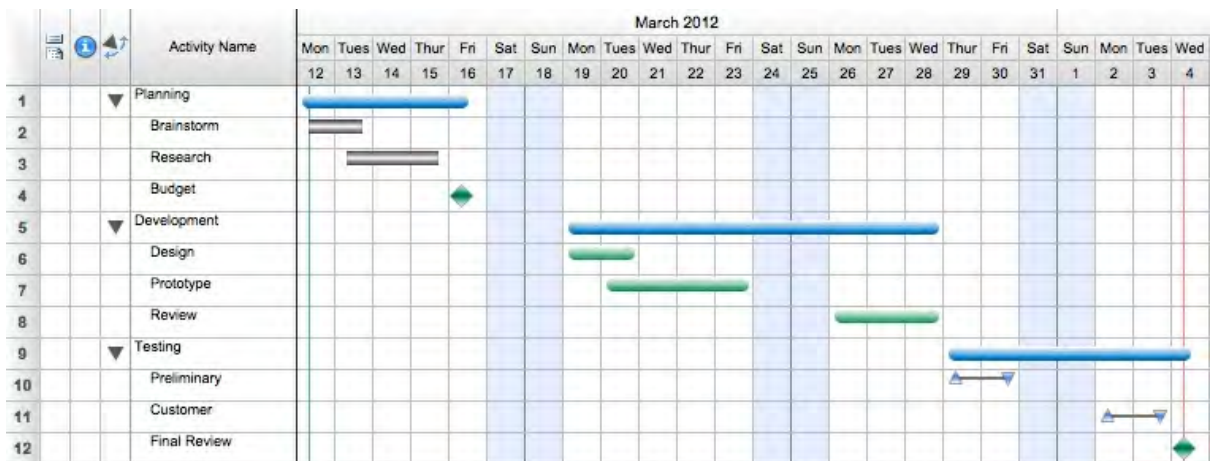 March 2012
Activity Name Mon Tues Wed Thur Fri Sat Sun Mon Tues Wed Thur Fri Sat Sun Mon Tues Wed Thur Fri Sat Sun Mon Tues Wed
12 13 14 15 16 17 18 19 20 21 22 23 24 25 26 27 28 29 30 31 1 2 3 4
1 Planning
2 Brainstorm
3 Research
4 Budget
5 Development
6 Design
7 Prototype
8 Review
9 Testing
10 Preliminary
11 Customer
12 Final Review